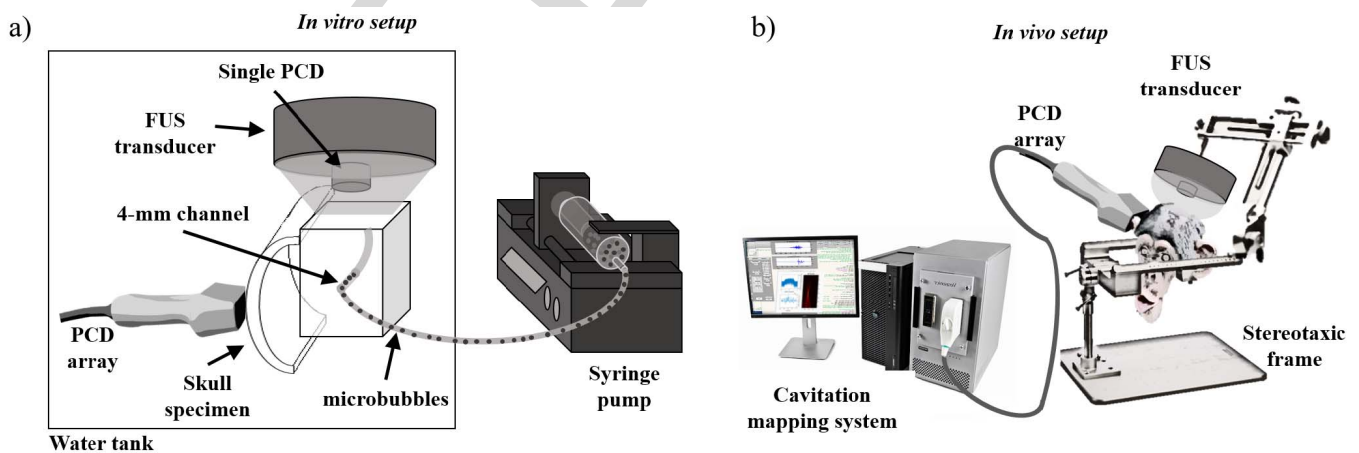 a)
In vitro setup
Single PCD
FUS
transducer
4-mm channel
PCD
array
Skull
specimen
microbubbles
Syringe
pump
Water tank
b)
In vivo setup
FUS
transducer
PCD
array
Cavitation
mapping system
Stereotaxic
frame